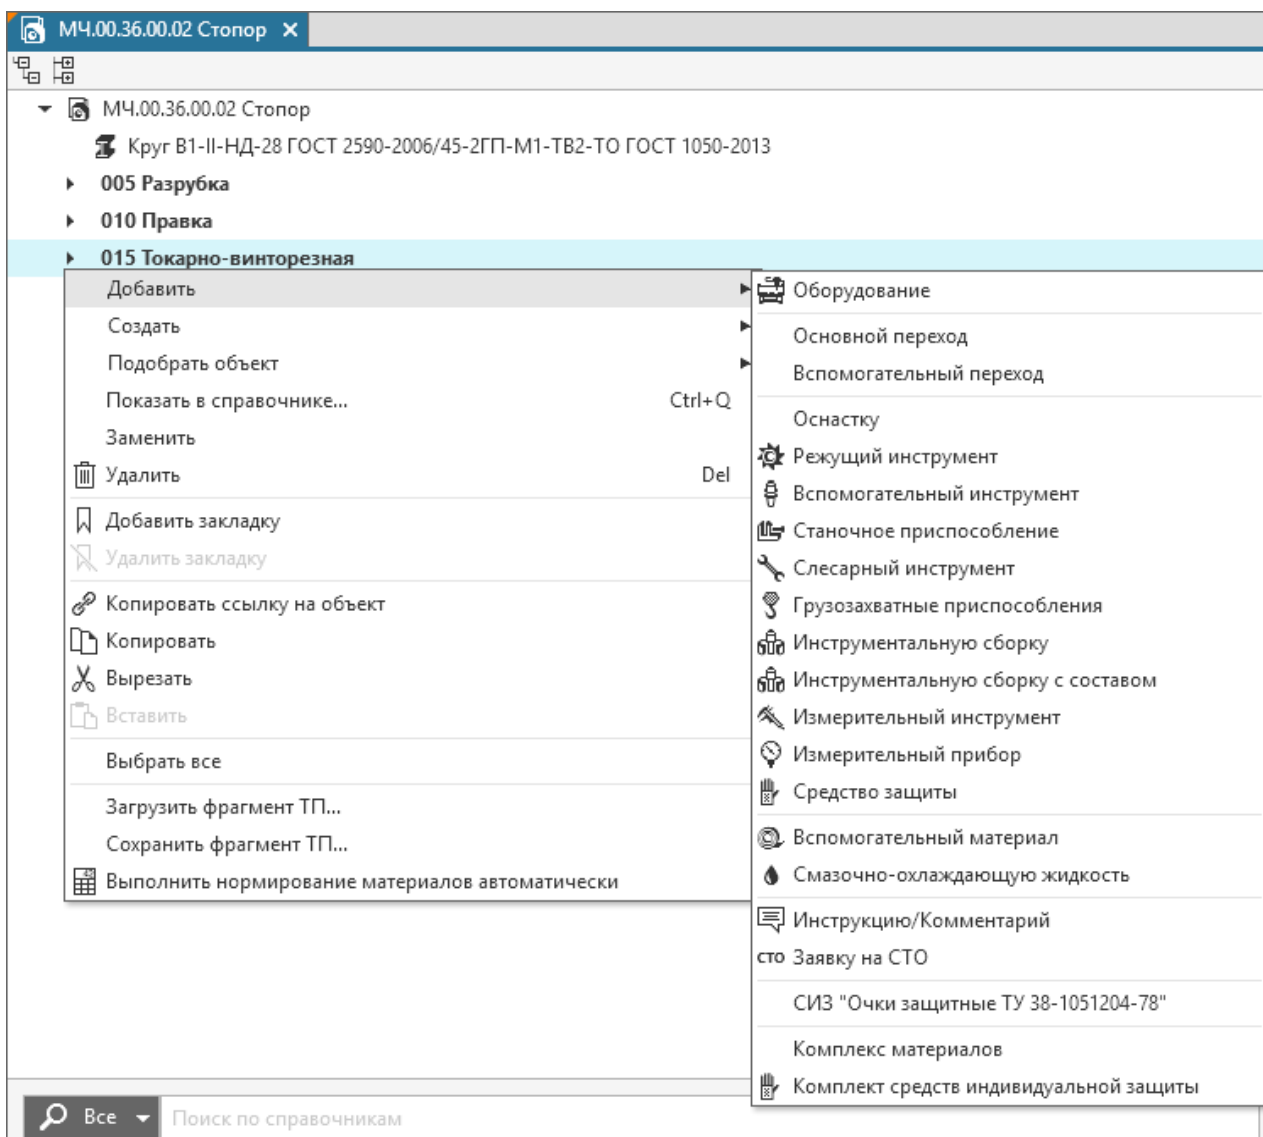 МЧ.00.36.00.02 Стопор
МЧ.00.36.00.02 Стопор
Круг В1-II-НД-28 ГОСТ 2590-2006/45-2ГП-М1-ТВ2-ТО ГОСТ 1050-2013
005 Разрубка
010 Правка
015 Токарно-винторезная
Добавить
Создать
Подобрать объект
Показать в справочнике... Ctrl+Q
Заменить
Удалить Del
Добавить закладку
Удалить закладку
Копировать ссылку на объект
Копировать
Вырезать
Вставить
Выбрать все
Загрузить фрагмент ТП...
Сохранить фрагмент ТП...
Выполнить нормирование материалов автоматически
Оборудование
Основной переход
Вспомогательный переход
Оснастку
Режущий инструмент
Вспомогательный инструмент
Станочное приспособление
Слесарный инструмент
Грузозахватные приспособления
Инструментальную сборку
Инструментальную сборку с составом
Измерительный инструмент
Измерительный прибор
Средство защиты
Вспомогательный материал
Смазочно-охлаждающую жидкость
Инструкцию/Комментарий
СТО Заявку на СТО
СИЗ "Очки защитные ТУ 38-1051204-78"
Комплекс материалов
Комплект средств индивидуальной защиты
Все Поиск по справочникам